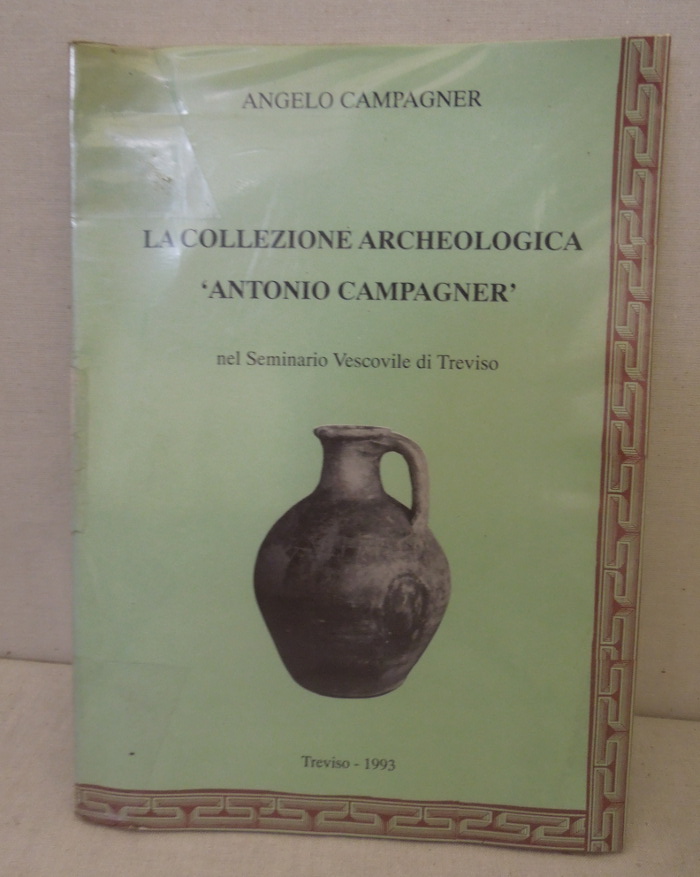 ANGELO CAMPAGNER
LA COLLEZIONE ARCHEOLOGICA
‘ANTONIO CAMPAGNER’
nel Seminario Vescovile di Treviso
Treviso - 1993